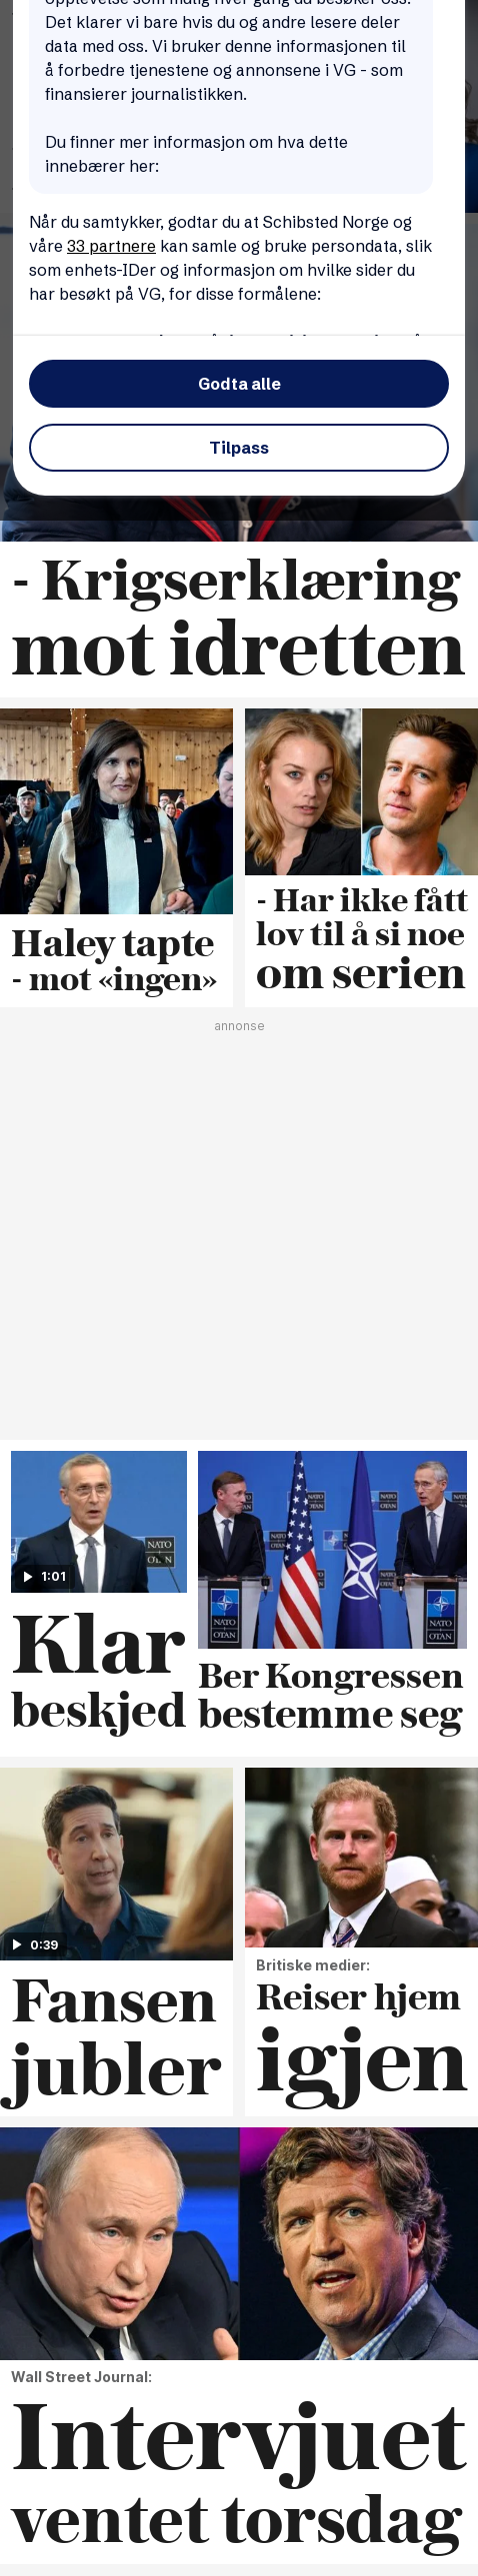 Det klarer vi bare hvis du og andre lesere deler
data med oss. Vi bruker denne informasjonen til
å forbedre tjenestene og annonsene i VG - som
finansierer journalistikken.
Du finner mer informasjon om hva dette
innebærer her:
Når du samtykker, godtar du at Schibsted Norge og
våre 33 partnere kan samle og bruke persondata, slik
som enhets-IDer og informasjon om hvilke sider du
har besøkt på VG, for disse formålene:
Godta alle
Tilpass
- Krigserklæring
mot idretten
Haley tapte
- mot «ingen»
- Har ikke fått
lov til å si noe
om serien
annonse
NATO
1:01
NATO
OTAN
NATO
OTAN
Klar
beskjed
Ber Kongressen
bestemme seg
0:39
Fansen
jubler
Britiske medier:
Reiser hjem
igjen
Wall Street Journal:
Intervjuet
ventet torsdag